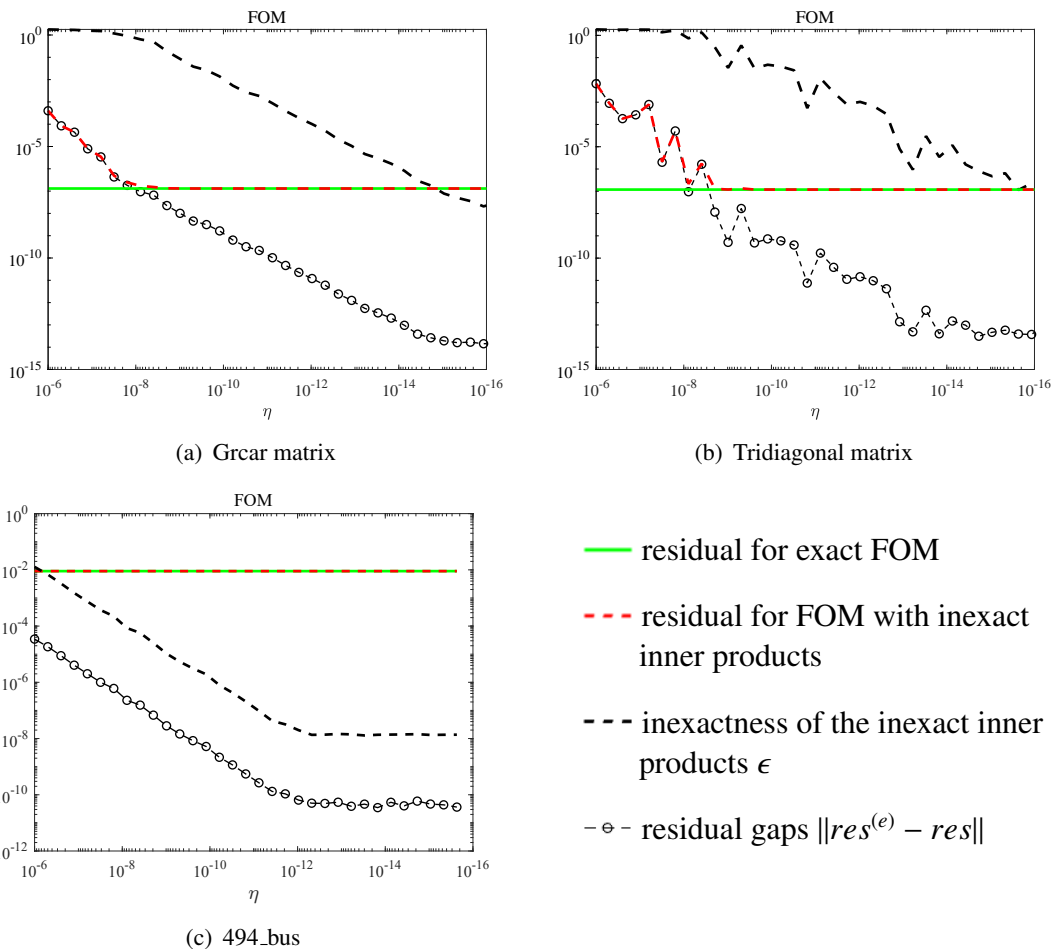 FOM
10^0
10^-5
10^-10
10^-15
10^-6
10^-8
10^-10
10^-12
10^-14
10^-16
η
(a) Grcar matrix
FOM
10^0
10^-5
10^-10
10^-15
10^-6
10^-8
10^-10
10^-12
10^-14
10^-16
η
(b) Tridiagonal matrix
FOM
10^0
10^-2
10^-4
10^-6
10^-8
10^-10
10^-12
10^-6
10^-8
10^-10
10^-12
10^-14
10^-16
η
(c) 494_bus
residual for exact FOM
residual for FOM with inexact
inner products
inexactness of the inexact inner
products ϵ
residual gaps ||res^(e) − res||